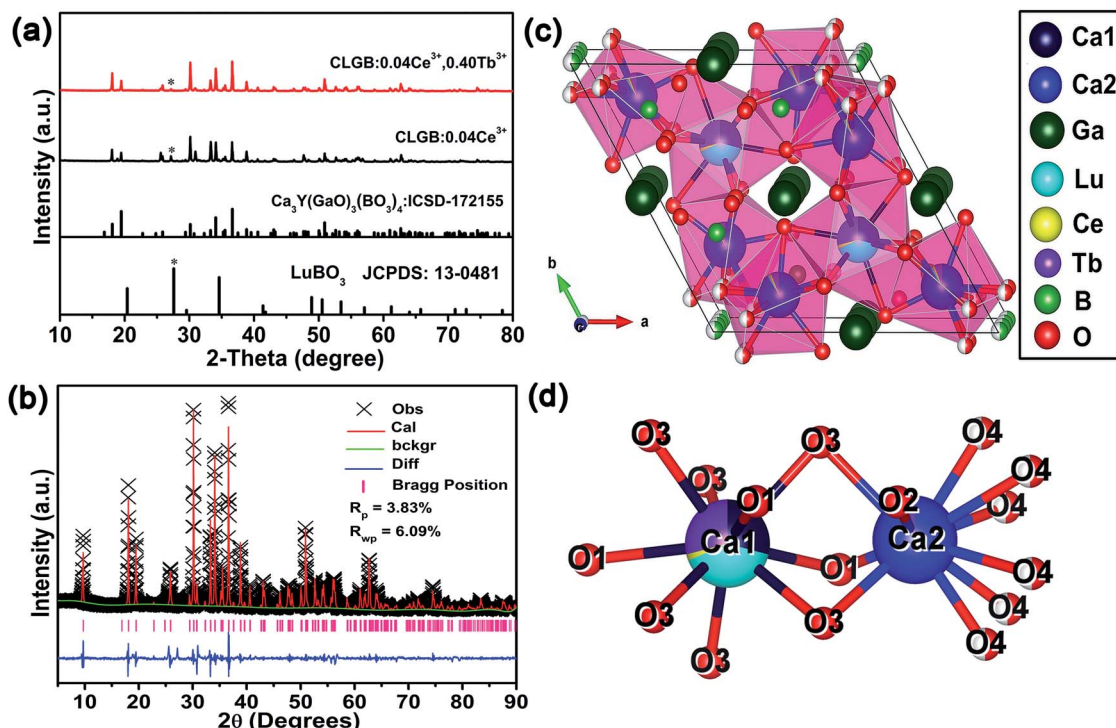 (a)
CLGB:0.04Ce³⁺,0.40Tb³⁺
*
CLGB:0.04Ce³⁺
*
Ca₃Y(GaO)₃(BO₃)₄:ICSD-172155
*
LuBO₃ JCPDS: 13-0481
Intensity (a.u.)
10 20 30 40 50 60 70 80
2-Theta (degree)
(b)
Obs
Cal
bckgr
Diff
Bragg Position
Rₚ = 3.83%
R_wp = 6.09%
Intensity (a.u.)
10 20 30 40 50 60 70 80 90
2θ (Degrees)
(c)
b
c
a
Ca1
Ca2
Ga
Lu
Ce
Tb
B
O
(d)
O3 O3 O4
O3 O4
O1 O2 O4
Ca1 Ca2
O1 O1 O4
O3 O3 O4
O3 O4